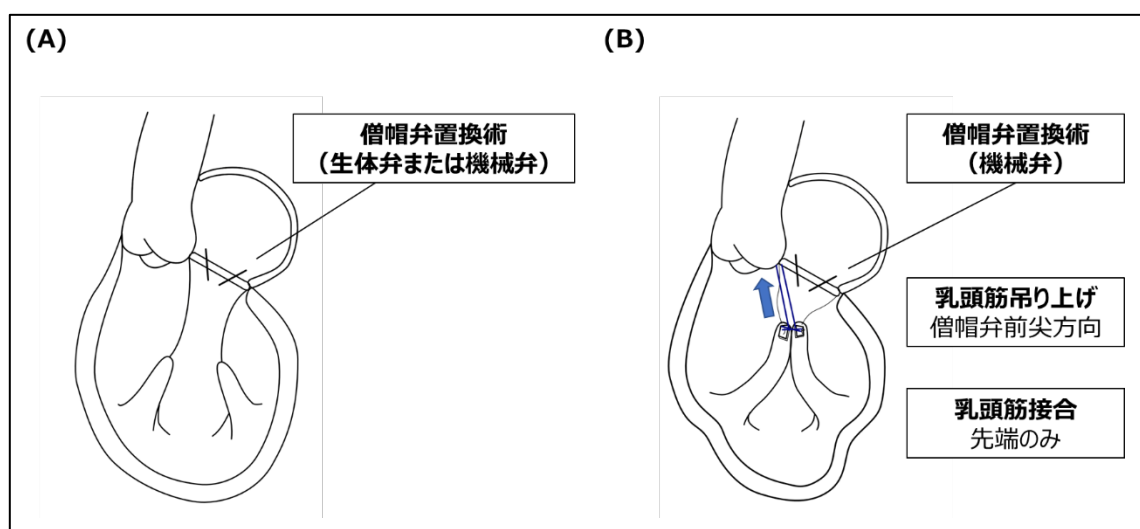 (A)
僧帽弁置換術
（生体弁または機械弁）
(B)
僧帽弁置換術
（機械弁）
乳頭筋吊り上げ
僧帽弁前尖方向
乳頭筋接合
先端のみ